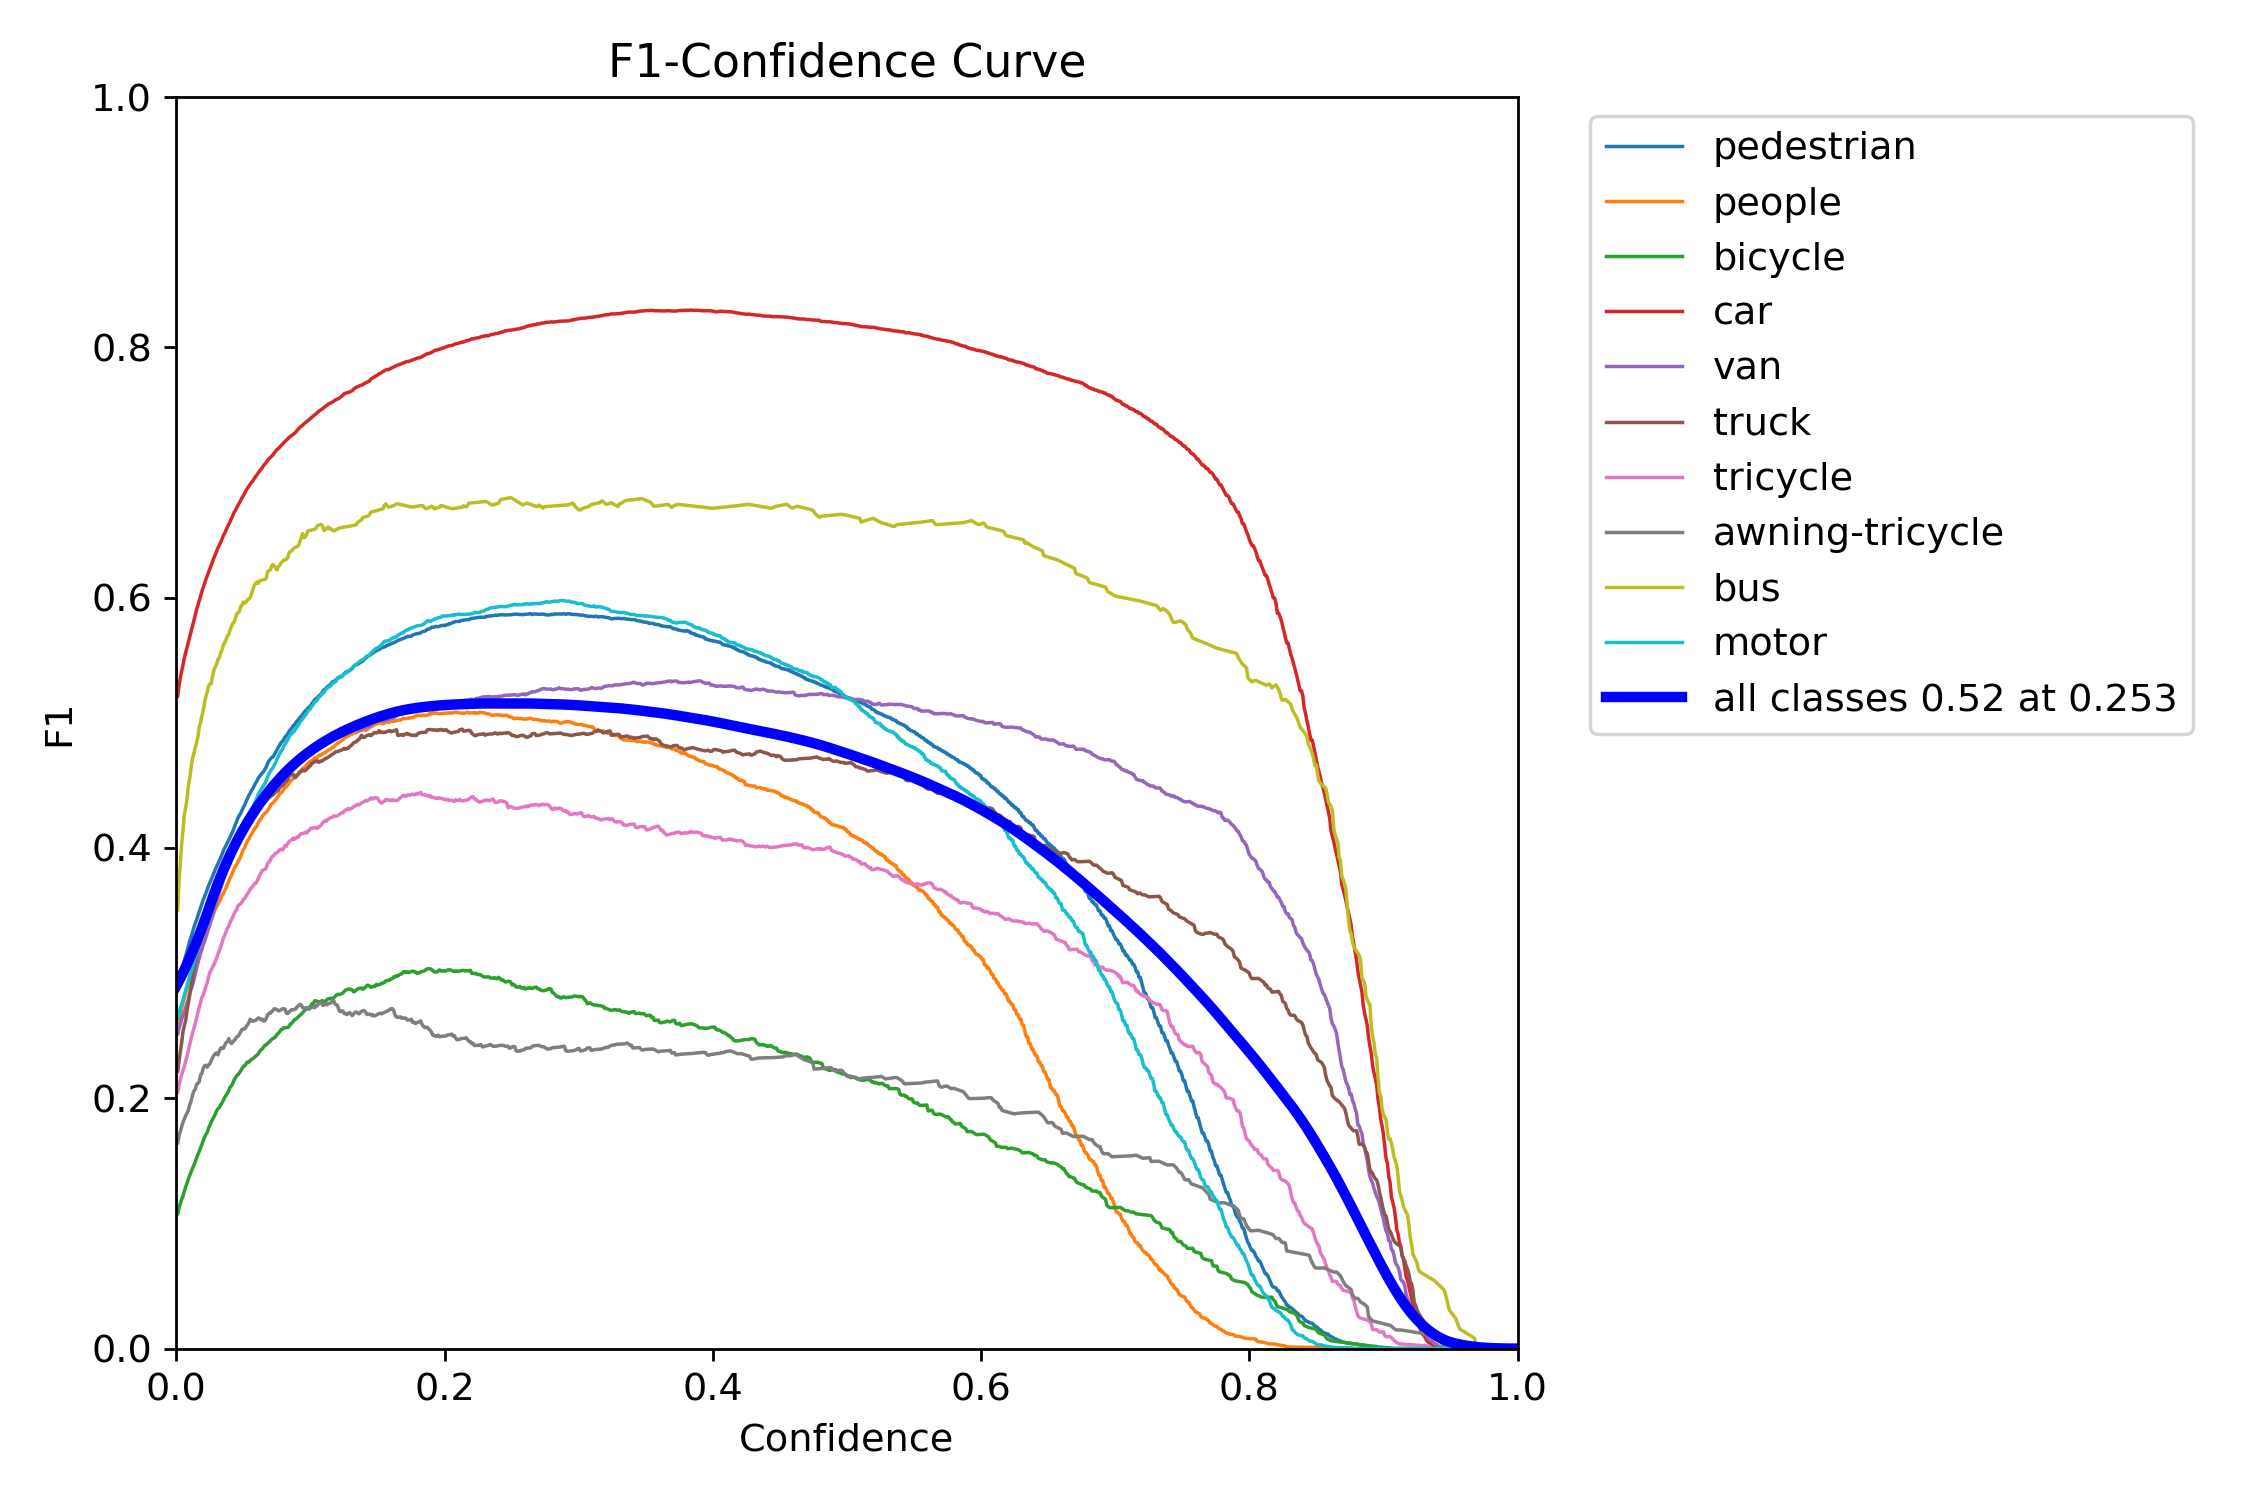 F1-Confidence Curve
1.0
0.8
0.6
0.4
0.2
0.0
F1
0.0 0.2 0.4 0.6 0.8 1.0
Confidence
pedestrian
people
bicycle
car
van
truck
tricycle
awning-tricycle
bus
motor
all classes 0.52 at 0.253